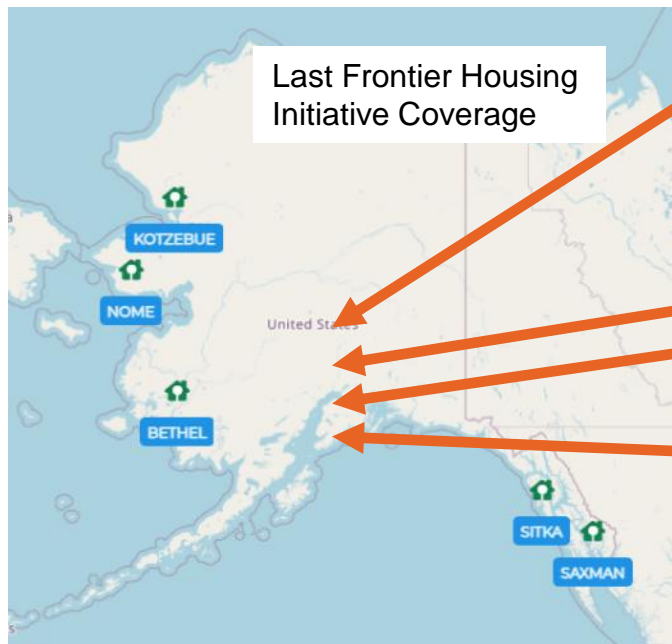 Last Frontier Housing
Initiative Coverage
KOTZEBUE
NOME
United States
BETHEL
SITKA
SAXMAN